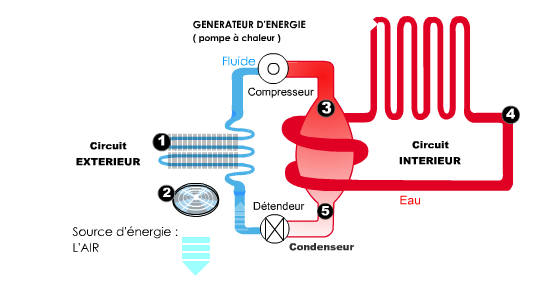 GENERATEUR D'ENERGIE
( pompe à chaleur )
Fluide
Compresseur
1
3
4
Circuit
EXTERIEUR
Circuit
INTERIEUR
2
Eau
Détendeur
5
Source d'énergie :
L'AIR
Condenseur